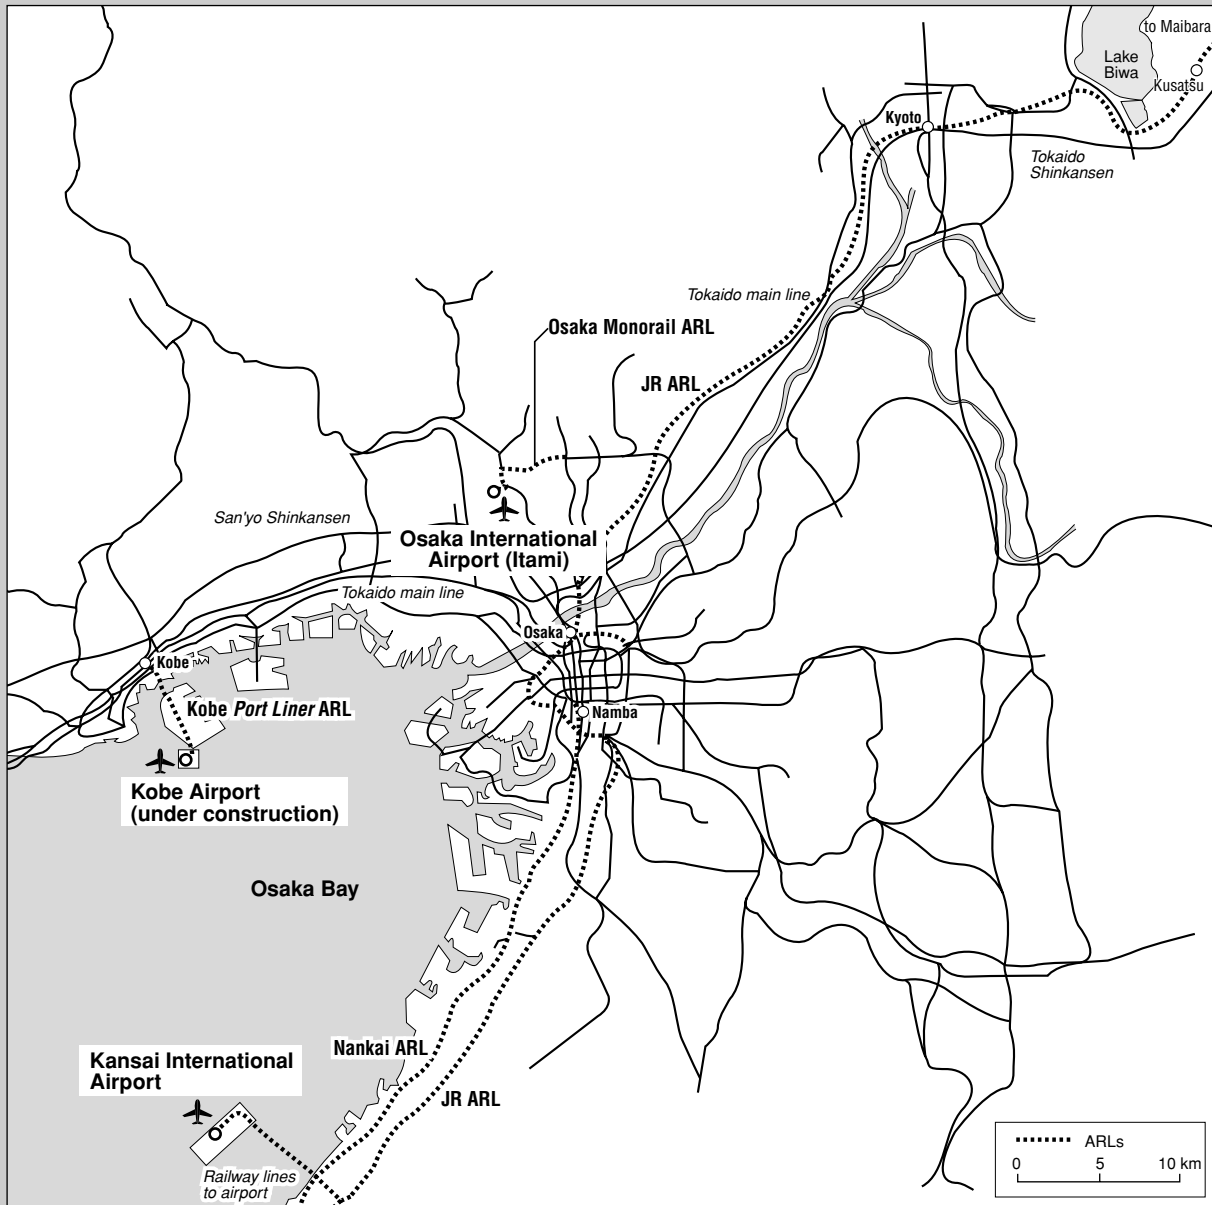 to Maibara
Lake
Biwa
Kusatsu
Kyoto
Tokaido
Shinkansen
Tokaido main line
Osaka Monorail ARL
JR ARL
San'yo Shinkansen
Osaka International
Airport (Itami)
Tokaido main line
Osaka
Kobe
Kobe Port Liner ARL
Namba
Kobe Airport
(under construction)
Osaka Bay
Nankai ARL
Kansai International
Airport
JR ARL
Railway lines
to airport
ARLs
0 5 10 km